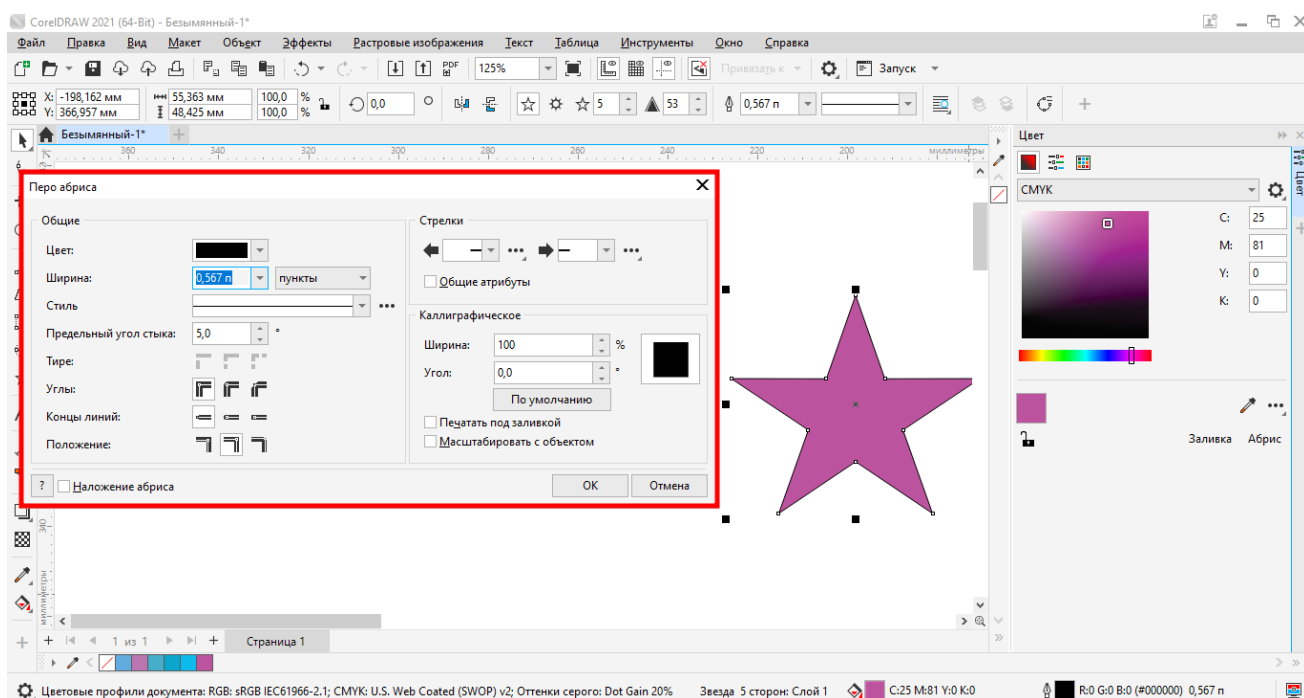 CorelDRAW 2021 (64-Bit) - Безымянный-1*
Файл Правка Вид Макет Объект Эффекты Растровые изображения Текст Таблица Инструменты Окно Справка
PDF 125% Привязать к Запуск
X: -198,162 мм 55,363 мм 100,0 % 0,0 ° 5 53 0,567 п
Y: 366,957 мм 48,425 мм 100,0 %
Безымянный-1*
360 340 320 300 280 260 240 220 200 миллиметры
Перо абриса
Общие
Цвет:
Ширина: 0,567 п пункты
Стиль
Предельный угол стыка: 5,0 °
Тире:
Углы:
Концы линий:
Положение:
Стрелки
Общие атрибуты
Каллиграфическое
Ширина: 100 %
Угол: 0,0 °
По умолчанию
Печатать под заливкой
Масштабировать с объектом
? Наложение абриса OK Отмена
Цвет
CMYK
C: 25
M: 81
Y: 0
K: 0
Заливка Абрис
Цвет
340
миллиметры
1 из 1 Страница 1
Цветовые профили документа: RGB: sRGB IEC61966-2.1; CMYK: U.S. Web Coated (SWOP) v2; Оттенки серого: Dot Gain 20% Звезда 5 сторон: Слой 1 C:25 M:81 Y:0 K:0 R:0 G:0 B:0 (#000000) 0,567 п